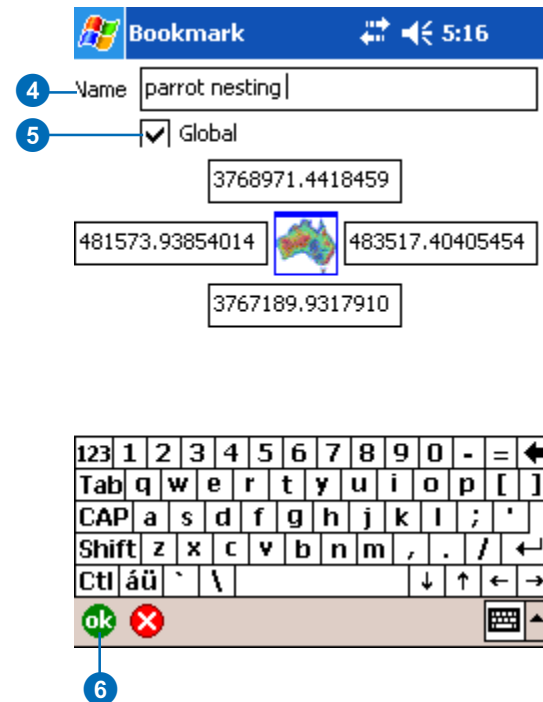 Bookmark 5:16
4 Name parrot nesting
5 Global
3768971.4418459
481573.93854014 483517.40405454
3767189.9317910
123 1 2 3 4 5 6 7 8 9 0 - =
Tab q w e r t y u i o p [ ]
CAP a s d f g h j k l ; '
Shift z x c v b n m , . /
Ctl áü ` \ ↓ ↑ ← →
ok
6